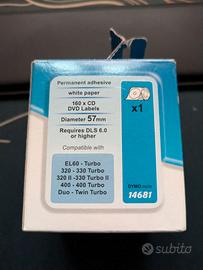 Permanent adhesive
white paper
160 x CD
DVD Labels
Diameter 57mm
Requires DLS 6.0
or higher
Compatible with
EL60 - Turbo
320 - 330 Turbo
320 II -330 Turbo II
400 - 400 Turbo
Duo - Twin Turbo
x1
14681
subito